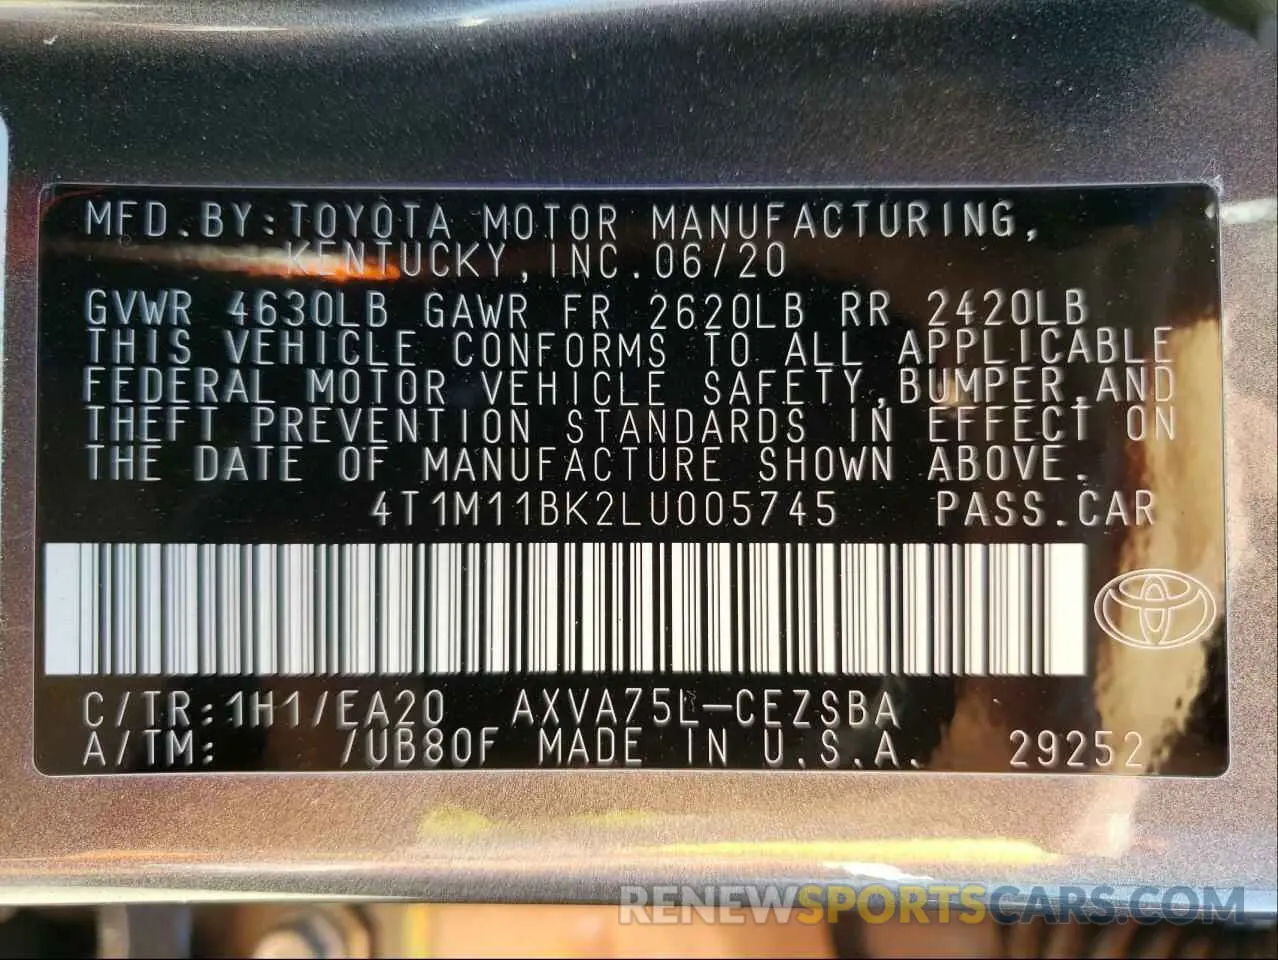 MFD.BY:TOYOTA MOTOR MANUFACTURING,
KENTUCKY,INC.06/20
GVWR 4630LB GAWR FR 2620LB RR 2420LB
THIS VEHICLE CONFORMS TO ALL APPLICABLE
FEDERAL MOTOR VEHICLE SAFETY,BUMPER,AND
THEFT PREVENTION STANDARDS IN EFFECT ON
THE DATE OF MANUFACTURE SHOWN ABOVE.
4T1M11BK2LU005745 PASS.CAR
C/TR:1H1/EA20 AXVA75L-CEZSBA
A/TM: /UB80F MADE IN U.S.A. 29252
RENEWSPORTSCARS.COM